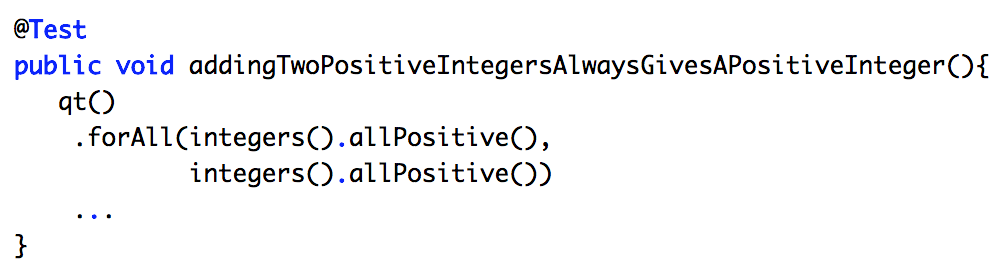 @Test
public void addingTwoPositiveIntegersAlwaysGivesAPositiveInteger(){
   qt()
    .forAll(integers().allPositive(),
            integers().allPositive())
    ...
}